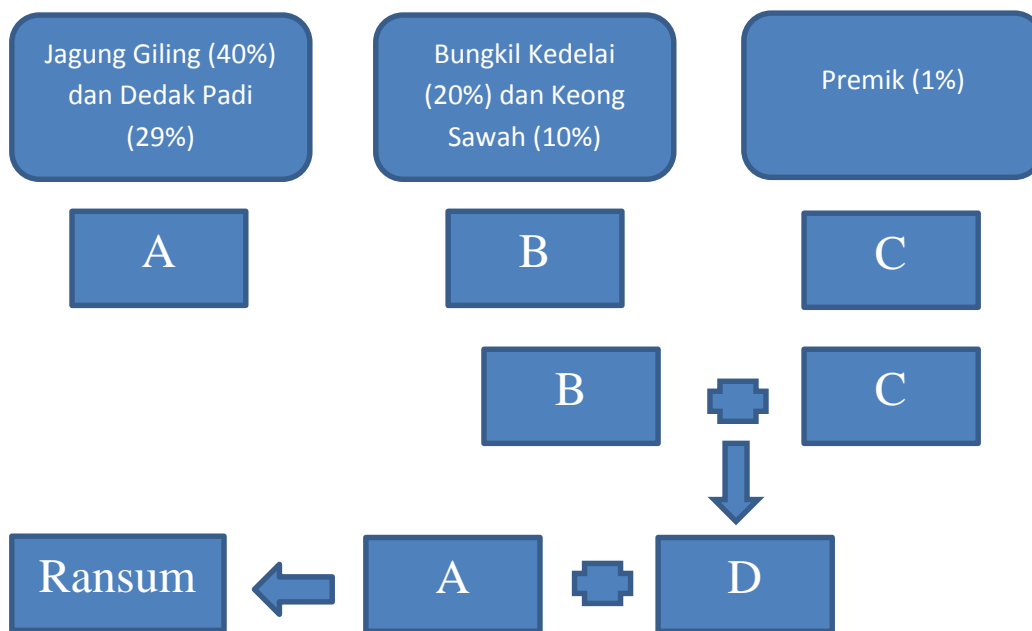 Jagung Giling (40%)
dan Dedak Padi
(29%)
Bungkil Kedelai
(20%) dan Keong
Sawah (10%)
Premik (1%)
A
B
C
B
C
Ransum
A
D